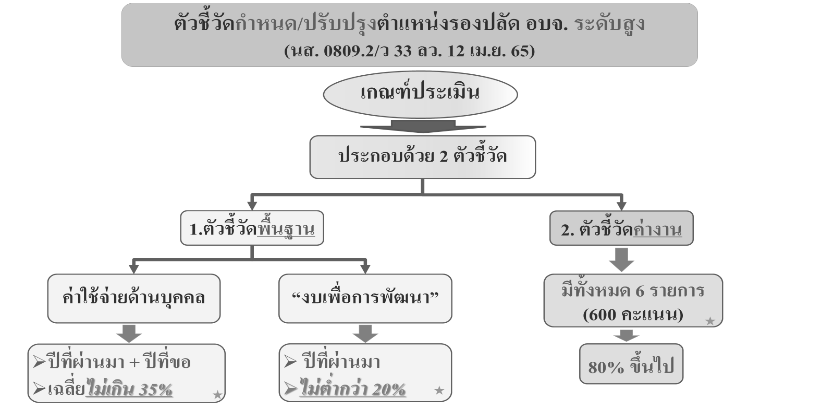 ตัวชี้วัดกำหนด/ปรับปรุงตำแหน่งรองปลัด อบจ. ระดับสูง
(นส. 0809.2/ว 33 ลว. 12 เม.ย. 65)
เกณฑ์ประเมิน
ประกอบด้วย 2 ตัวชี้วัด
1.ตัวชี้วัดพื้นฐาน
2. ตัวชี้วัดค่างาน
ค่าใช้จ่ายด้านบุคคล
“งบเพื่อการพัฒนา”
มีทั้งหมด 6 รายการ
(600 คะแนน)
➢ปีที่ผ่านมา + ปีที่ขอ
➢เฉลี่ยไม่เกิน 35%
➢ ปีที่ผ่านมา
➢ไม่ต่ำกว่า 20%
80% ขึ้นไป